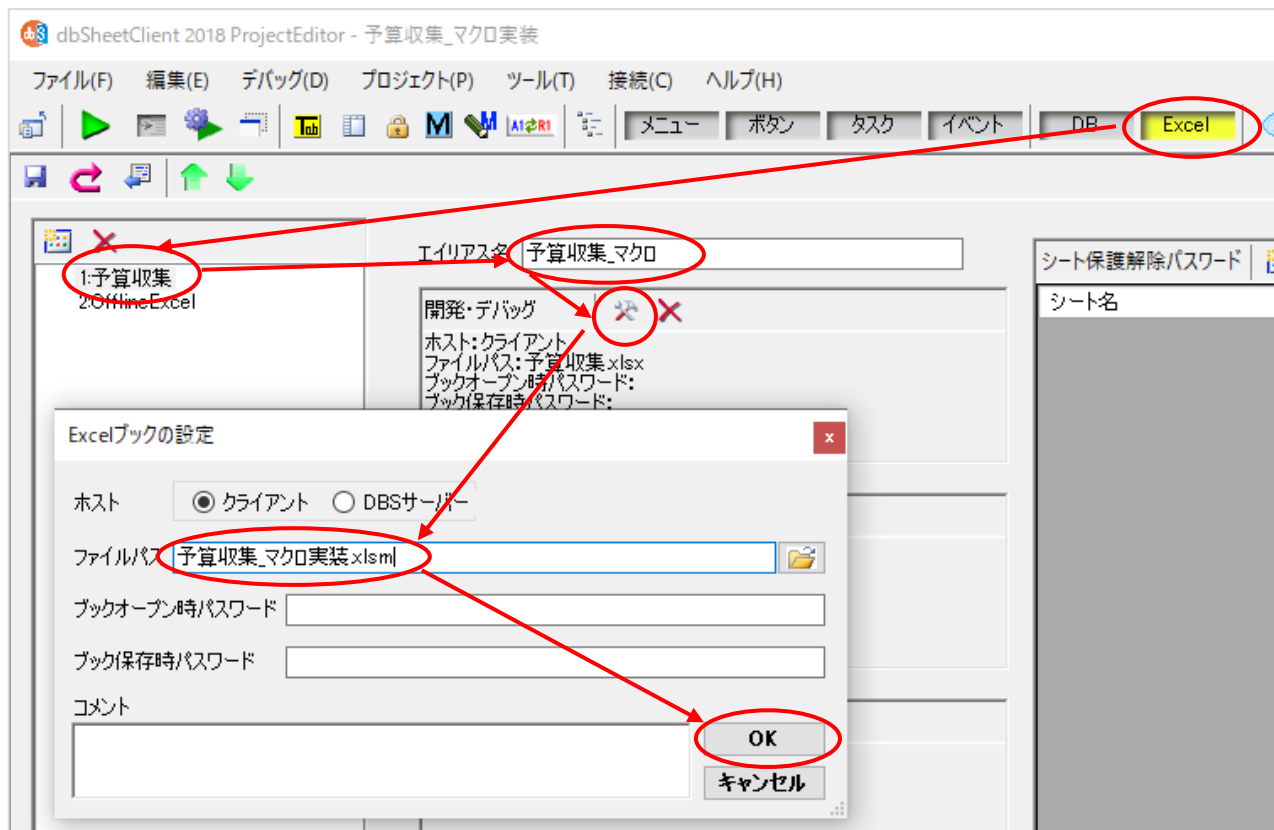 dbSheetClient 2018 ProjectEditor - 予算収集_マクロ実装
ファイル(F) 編集(E) デバッグ(D) プロジェクト(P) ツール(T) 接続(C) ヘルプ(H)
Tab M M A1⇄R1 メニュー ボタン タスク イベント DB Excel
エイリアス名 予算収集_マクロ
1:予算収集
2:OfflineExcel
開発・デバッグ
ホスト:クライアント
ファイルパス:予算収集.xlsx
ブックオープン時パスワード:
ブック保存時パスワード:
シート保護解除パスワード
シート名
Excelブックの設定
x
ホスト クライアント DBSサーバー
ファイルパス 予算収集_マクロ実装.xlsm
ブックオープン時パスワード
ブック保存時パスワード
コメント
OK
キャンセル